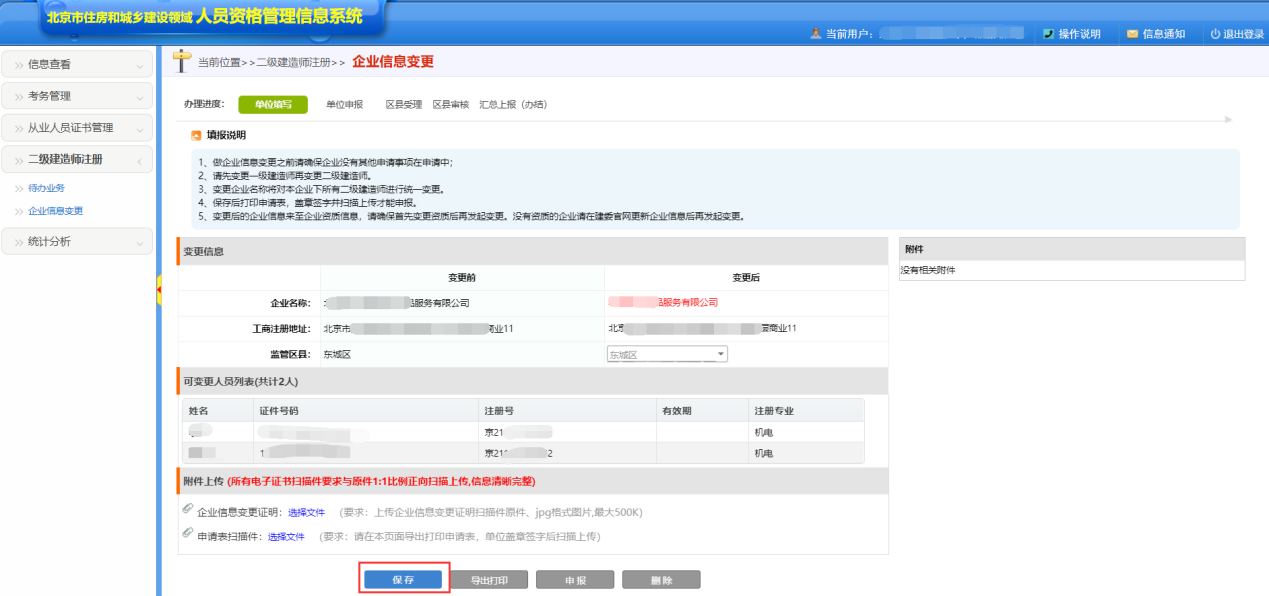 北京市住房和城乡建设领域 人员资格管理信息系统
当前用户： 操作说明 信息通知 退出登录
信息查看
考务管理
从业人员证书管理
二级建造师注册
待办业务
企业信息变更
统计分析
当前位置>>二级建造师注册>> 企业信息变更
办理进度： 单位填写 单位申报 区县受理 区县审核 汇总上报（办结）
填报说明
1、做企业信息变更之前请确保企业没有其他申请事项在申请中；
2、请先变更一级建造师再变更二级建造师。
3、变更企业名称将对本企业下所有二级建造师进行统一变更。
4、保存后打印申请表，盖章签字并扫描上传才能申报。
5、变更后的企业信息来至企业资质信息，请确保首先变更资质后再发起变更。没有资质的企业请在建委官网更新企业信息后再发起变更。
变更信息
变更前 变更后
企业名称： 服务有限公司 服务有限公司
工商注册地址： 北京市 商业11 北京 商业11
监管区县： 东城区 东城区
可变更人员列表(共计2人)
姓名 证件号码 注册号 有效期 注册专业
京21 机电
1 京21 2 机电
附件上传 (所有电子证书扫描件要求与原件1:1比例正向扫描上传,信息清晰完整)
企业信息变更证明： 选择文件 （要求：上传企业信息变更证明扫描件原件、jpg格式图片,最大500K）
申请表扫描件： 选择文件 （要求：请在本页面导出打印申请表，单位盖章签字后扫描上传）
保存 导出打印 申报 删除
附件
没有相关附件